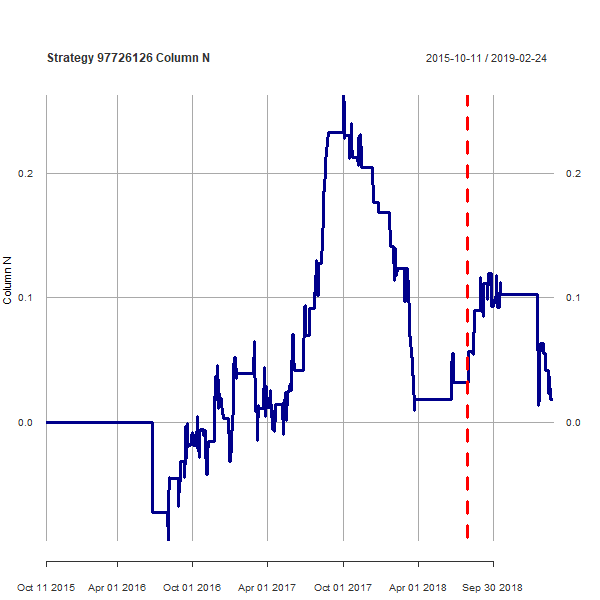 Strategy 97726126 Column N
2015-10-11 / 2019-02-24
0.2
0.2
0.1
0.1
0.0
0.0
Column N
Oct 11 2015
Apr 01 2016
Oct 01 2016
Apr 01 2017
Oct 01 2017
Apr 01 2018
Sep 30 2018